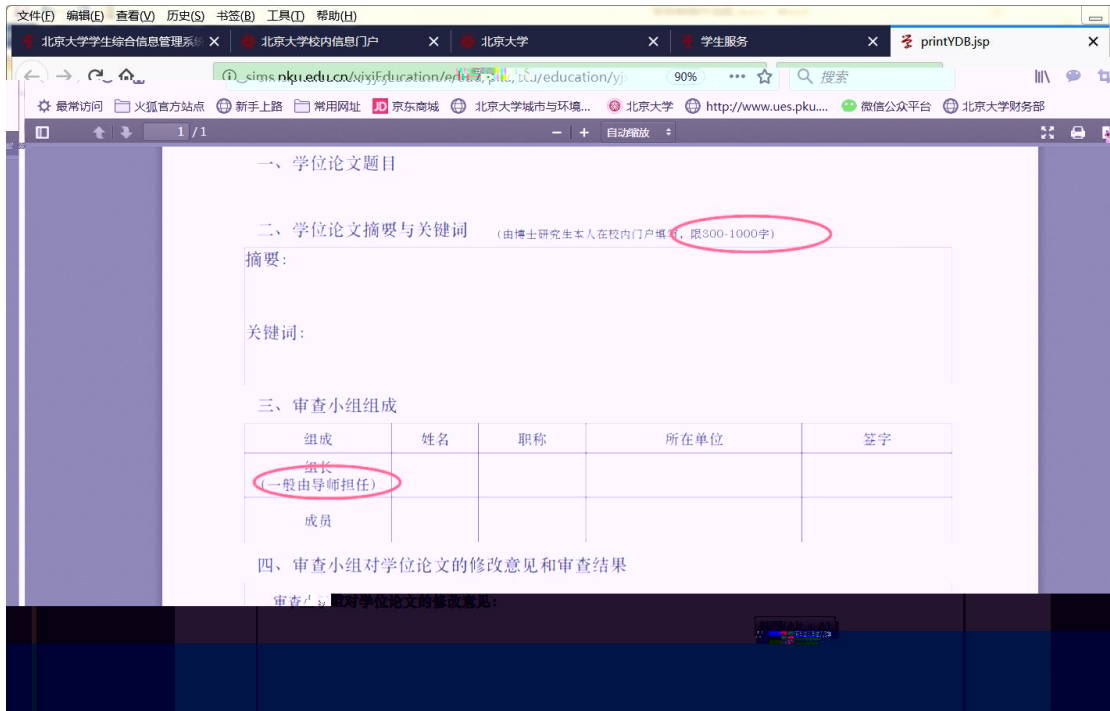 文件(F) 编辑(E) 查看(V) 历史(S) 书签(B) 工具(T) 帮助(H)
北京大学学生综合信息管理系统 北京大学校内信息门户 北京大学 学生服务 printYDB.jsp
90% 搜索
最常访问 火狐官方站点 新手上路 常用网址 JD 京东商城 北京大学城市与环境... 北京大学 http://www.ues.pku.... 微信公众平台 北京大学财务部
1 / 1 自动缩放
一、学位论文题目
二、学位论文摘要与关键词 (由博士研究生本人在校内门户填写，限800-1000字)
摘要:
关键词:
三、审查小组组成
组成 姓名 职称 所在单位 签字
组长
(一般由导师担任)
成员
四、审查小组对学位论文的修改意见和审查结果
审查小组对学位论文的修改意见: